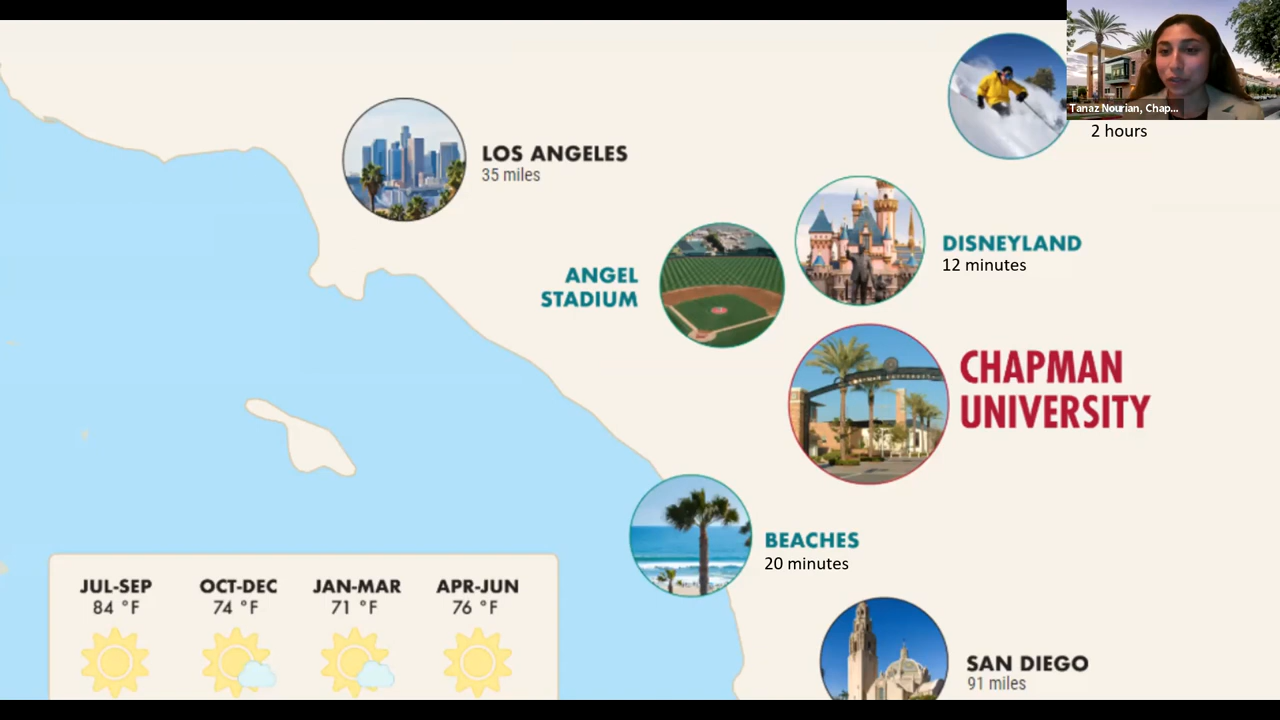 Tanaz Nourian, Chap...
2 hours
LOS ANGELES
35 miles
DISNEYLAND
12 minutes
ANGEL
STADIUM
CHAPMAN
UNIVERSITY
BEACHES
20 minutes
JUL-SEP OCT-DEC JAN-MAR APR-JUN
84 °F 74 °F 71 °F 76 °F
SAN DIEGO
91 miles